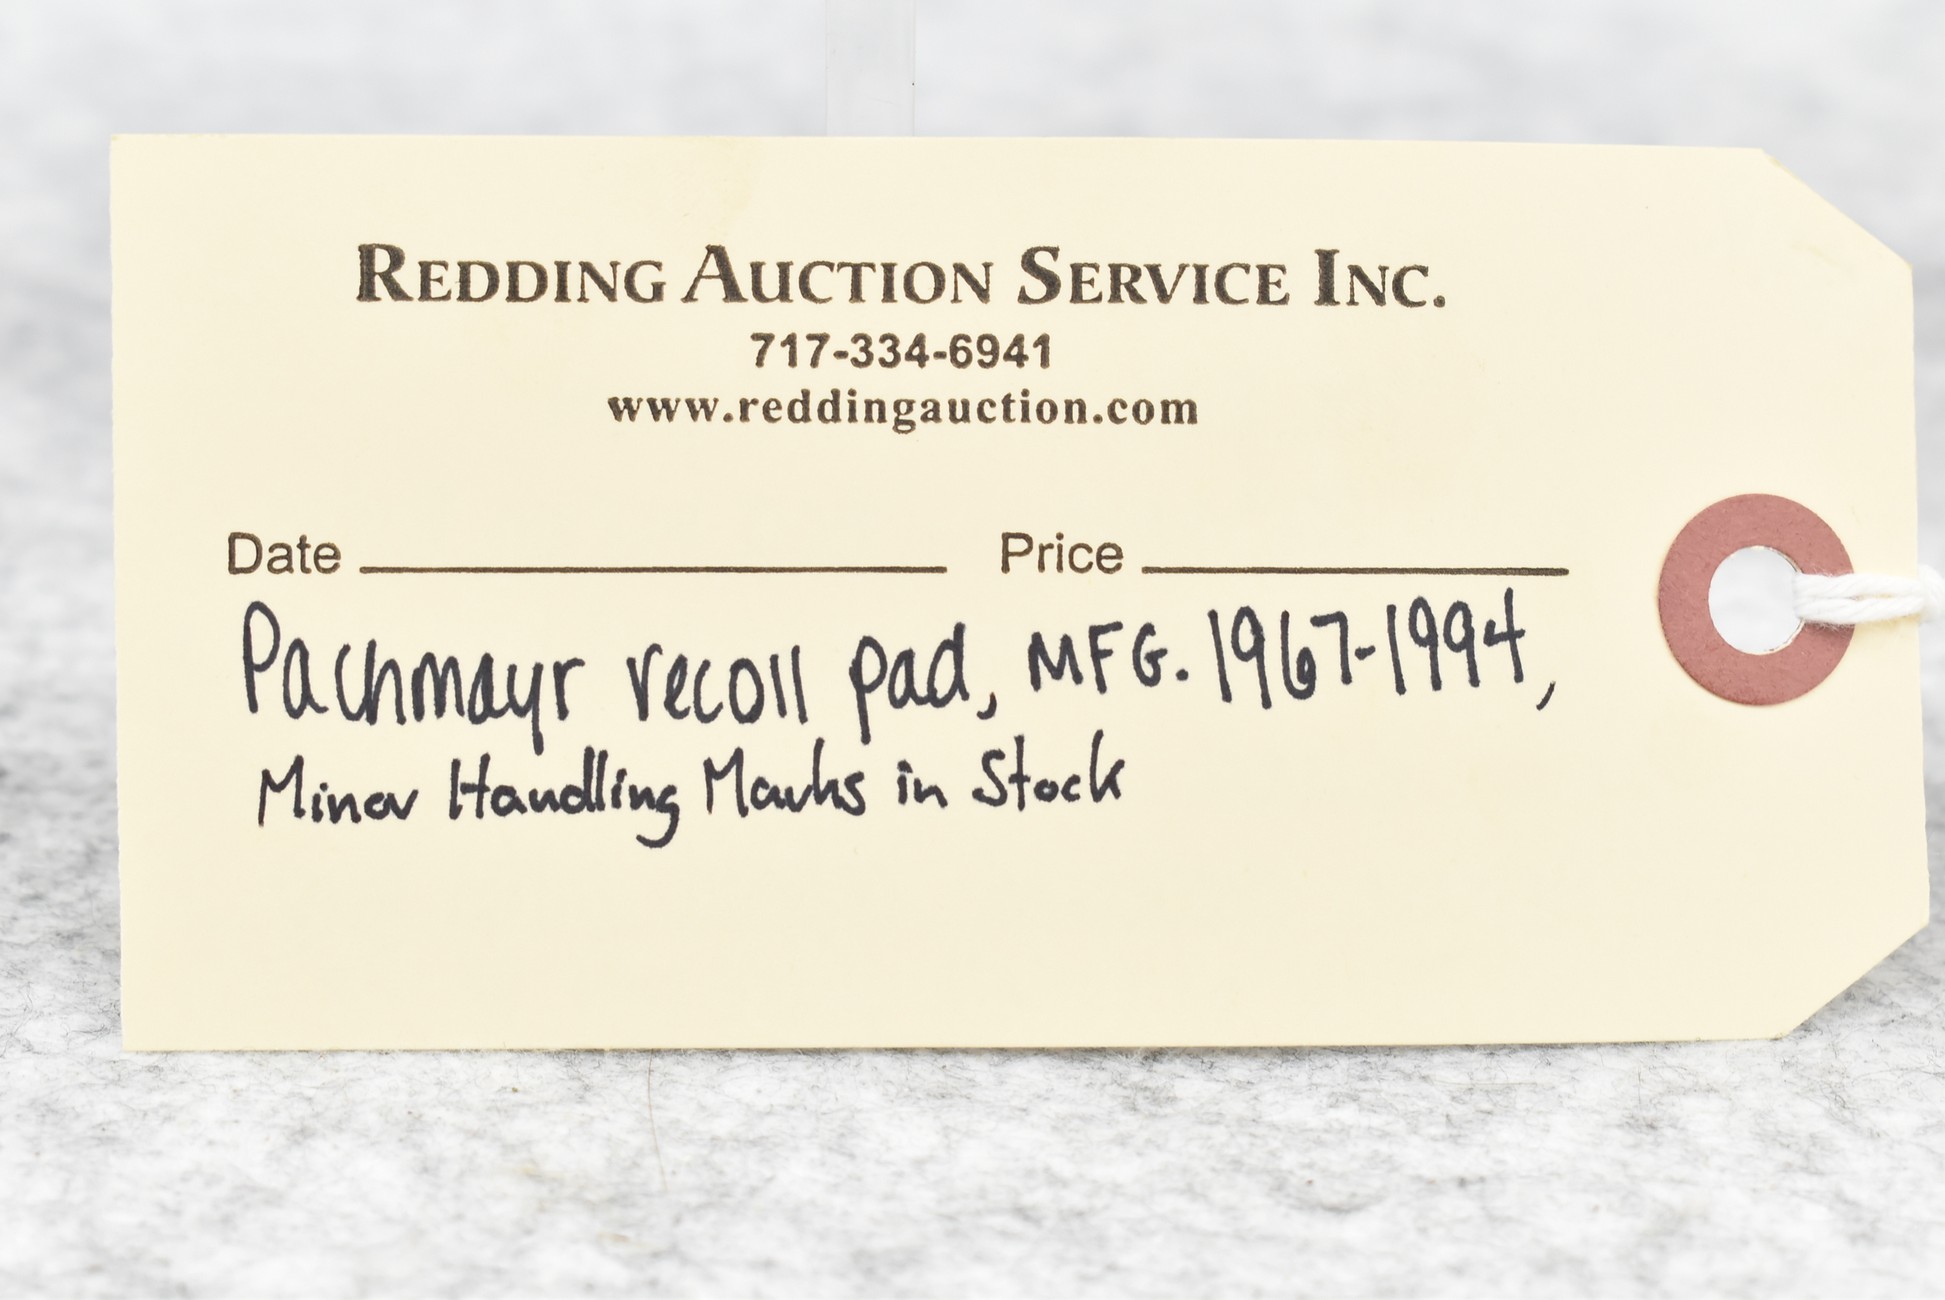 REDDING AUCTION SERVICE INC.
717-334-6941
www.reddingauction.com
Date Price
Pachmayr recoil pad, MFG. 1967-1994,
Minor Handling Marks in Stock